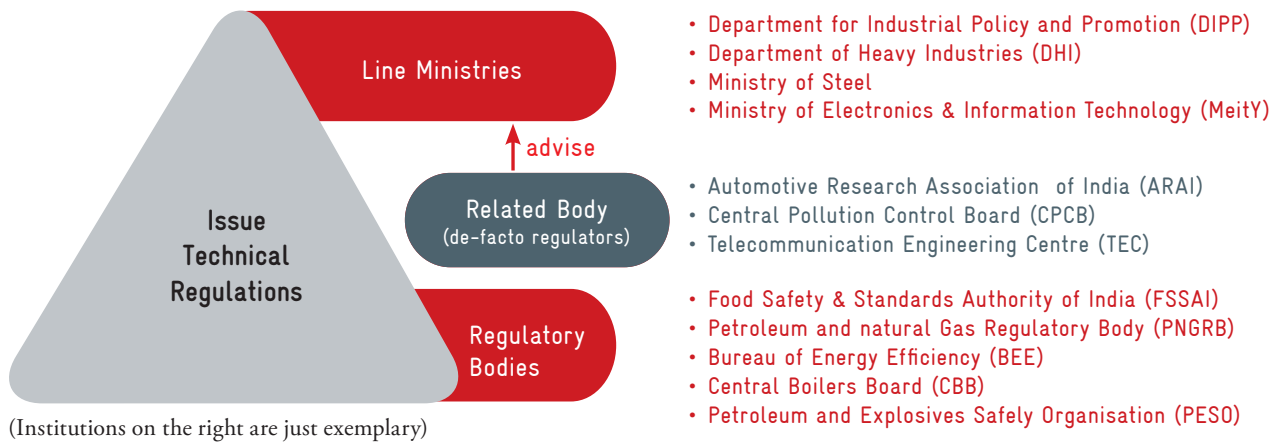 Issue
Technical
Regulations
Line Ministries
advise
Related Body
(de-facto regulators)
Regulatory
Bodies
• Department for Industrial Policy and Promotion (DIPP)
• Department of Heavy Industries (DHI)
• Ministry of Steel
• Ministry of Electronics & Information Technology (MeitY)
• Automotive Research Association of India (ARAI)
• Central Pollution Control Board (CPCB)
• Telecommunication Engineering Centre (TEC)
• Food Safety & Standards Authority of India (FSSAI)
• Petroleum and natural Gas Regulatory Body (PNGRB)
• Bureau of Energy Efficiency (BEE)
• Central Boilers Board (CBB)
• Petroleum and Explosives Safely Organisation (PESO)
(Institutions on the right are just exemplary)